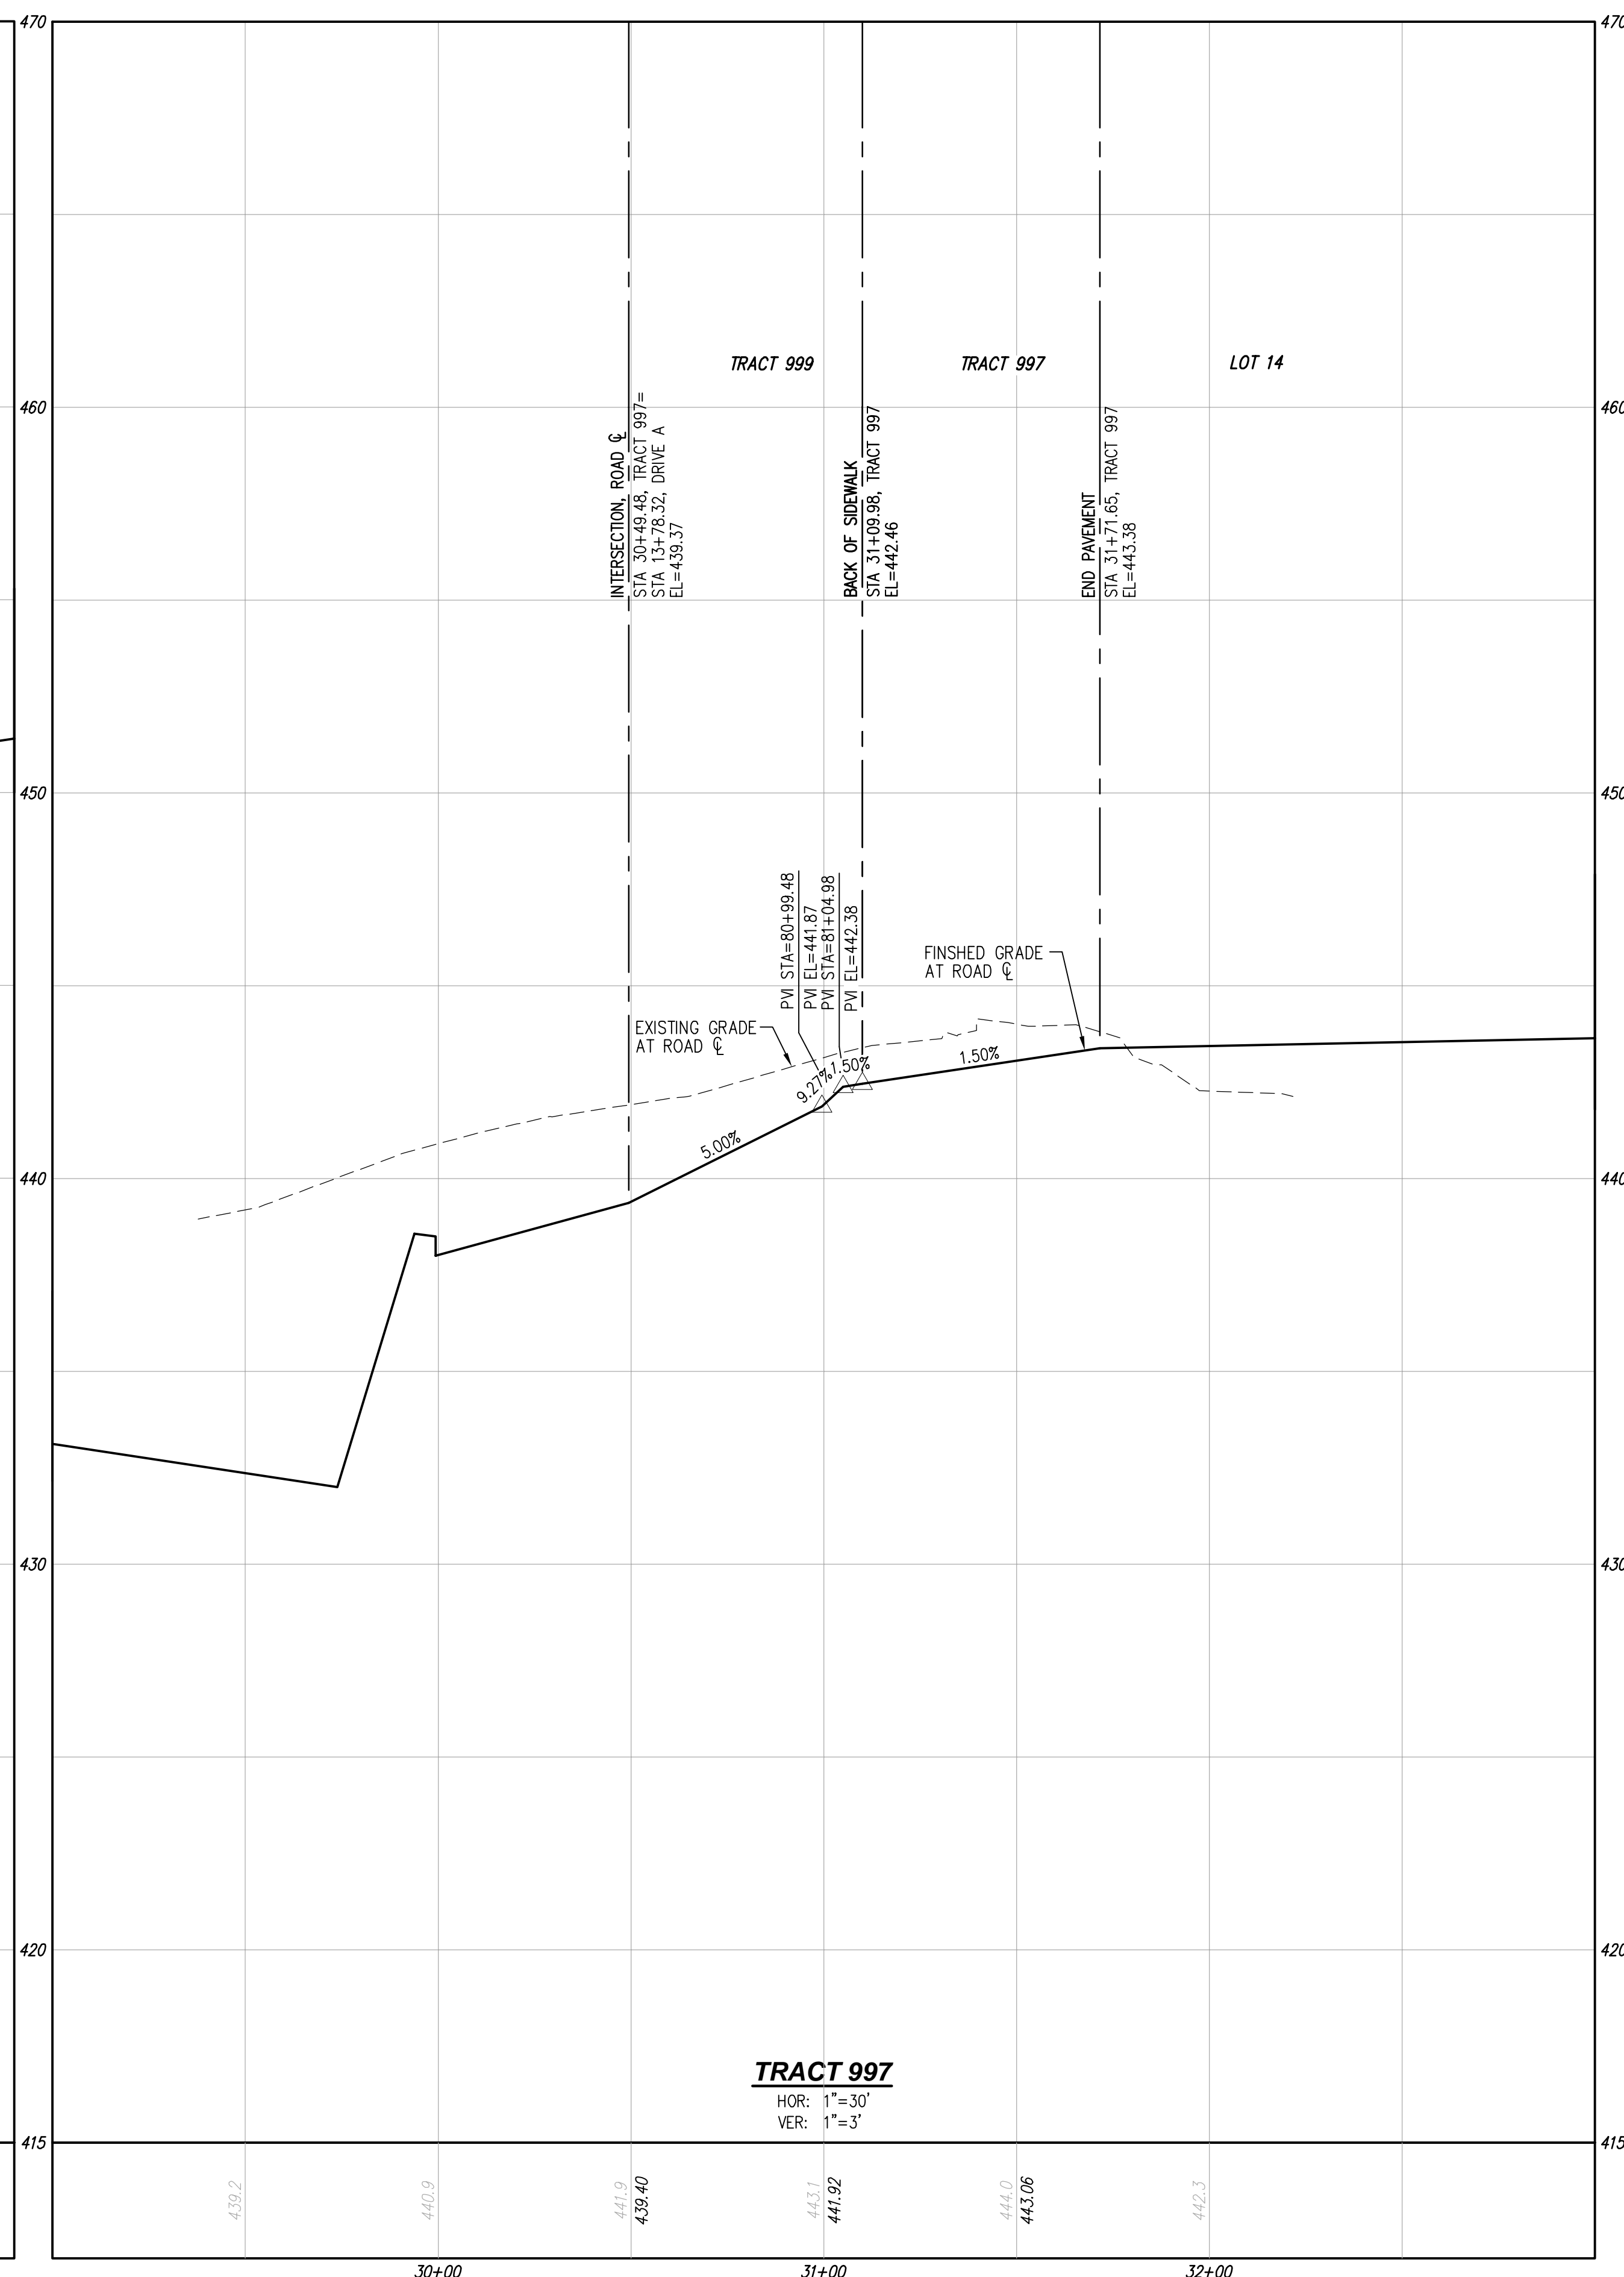 470
470
TRACT 999
TRACT 997
LOT 14
460
460
INTERSECTION, ROAD ℄
STA 30+49.48, TRACT 997=
STA 13+78.32, DRIVE A
EL=439.37
BACK OF SIDEWALK
STA 31+09.98, TRACT 997
EL=442.46
END PAVEMENT
STA 31+71.65, TRACT 997
EL=443.38
450
450
PVI STA=80+99.48
PVI EL=441.87
PVI STA=81+04.98
PVI EL=442.38
FINSHED GRADE
AT ROAD ℄
EXISTING GRADE
AT ROAD ℄
5.00%
9.27%
1.50%
1.50%
440
440
430
430
420
420
TRACT 997
HOR: 1"=30'
VER: 1"=3'
415
415
439.2
440.9
441.9
439.40
443.1
441.92
444.0
443.06
442.3
30+00
31+00
32+00